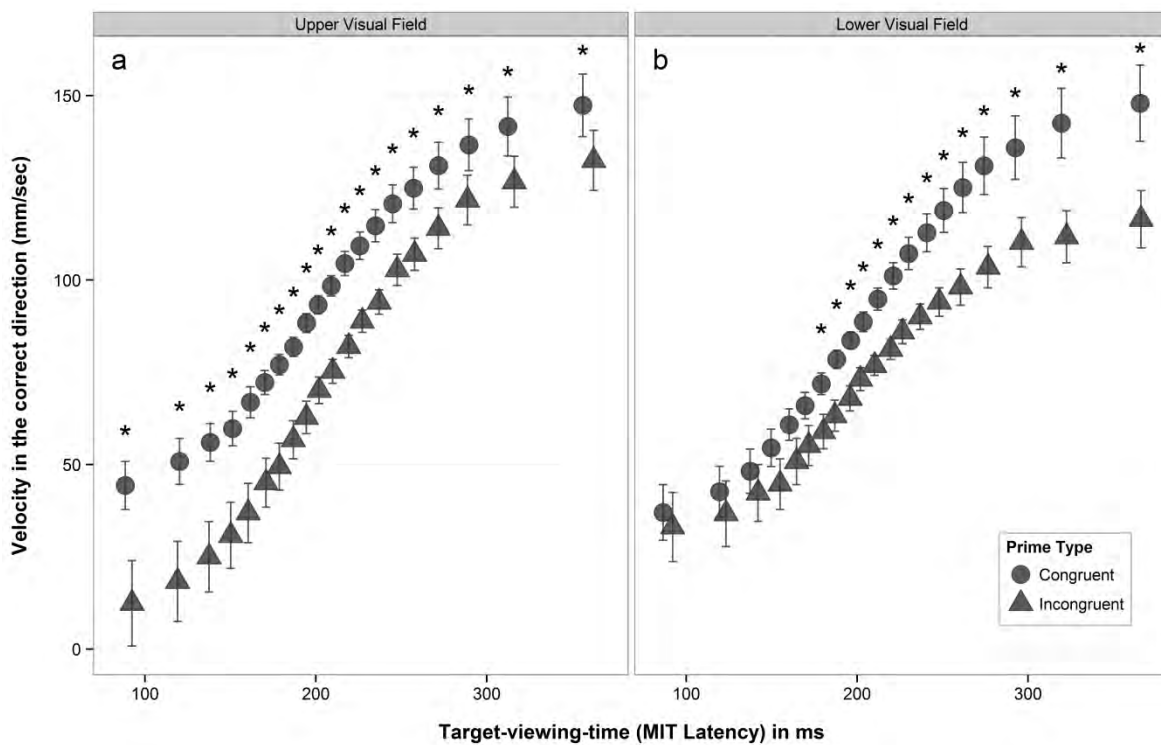 Upper Visual Field
Lower Visual Field
a
* * * * * * * * * * * * * * * * * * * *
b
* * * * * * * * * * * * * *
150
100
50
0
Velocity in the correct direction (mm/sec)
Prime Type
Congruent
Incongruent
100 200 300
100 200 300
Target-viewing-time (MIT Latency) in ms